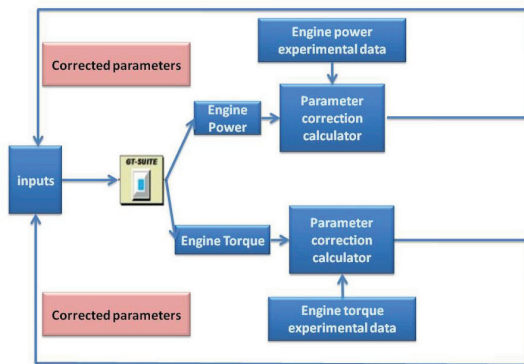 Engine power
experimental data
Corrected parameters
Engine
Power
Parameter
correction
calculator
GT-SUITE
inputs
Engine Torque
Parameter
correction
calculator
Corrected parameters
Engine torque
experimental data